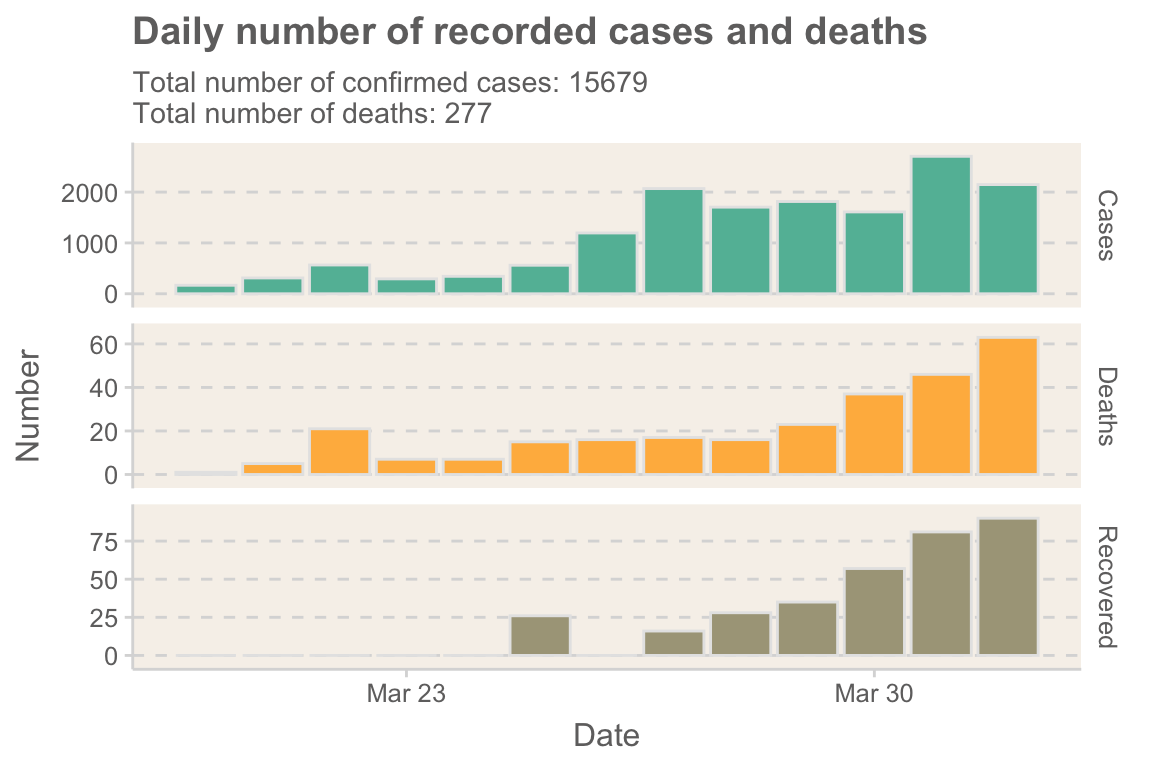 Daily number of recorded cases and deaths
Total number of confirmed cases: 15679
Total number of deaths: 277
2000
1000
0
Cases
60
40
20
0
Deaths
75
50
25
0
Recovered
Number
Mar 23
Mar 30
Date